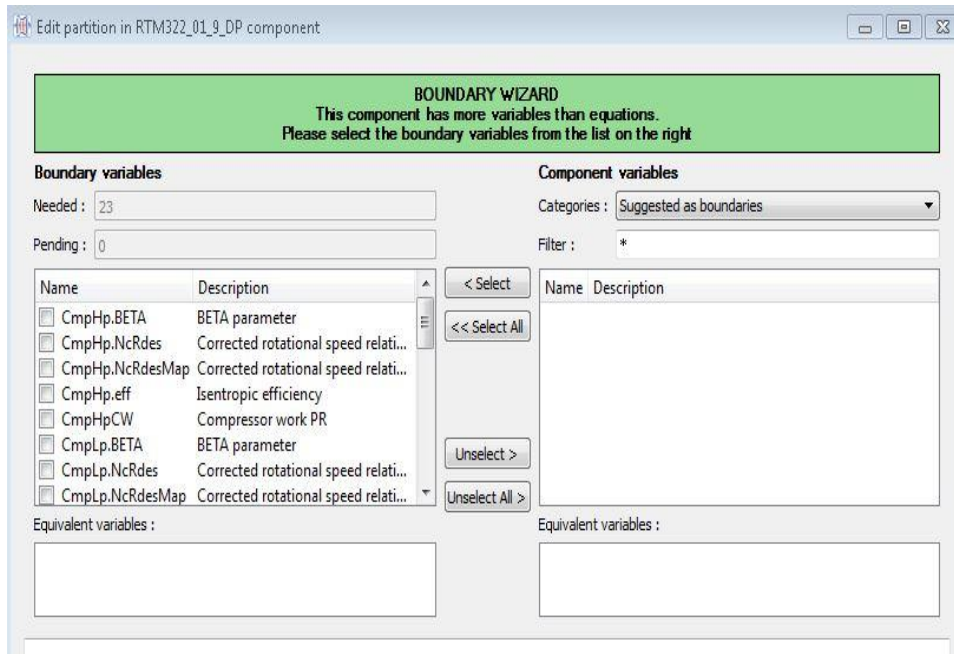 Edit partition in RTM322_01_9_DP component
BOUNDARY WIZARD
This component has more variables than equations.
Please select the boundary variables from the list on the right
Boundary variables
Needed : 23
Pending : 0
Name Description
CmpHp.BETA BETA parameter
CmpHp.NcRdes Corrected rotational speed relati...
CmpHp.NcRdesMap Corrected rotational speed relati...
CmpHp.eff Isentropic efficiency
CmpHpCW Compressor work PR
CmpLp.BETA BETA parameter
CmpLp.NcRdes Corrected rotational speed relati...
CmpLp.NcRdesMap Corrected rotational speed relati...
Equivalent variables :
< Select
<< Select All
Unselect >
Unselect All >
Component variables
Categories : Suggested as boundaries
Filter : *
Name Description
Equivalent variables :